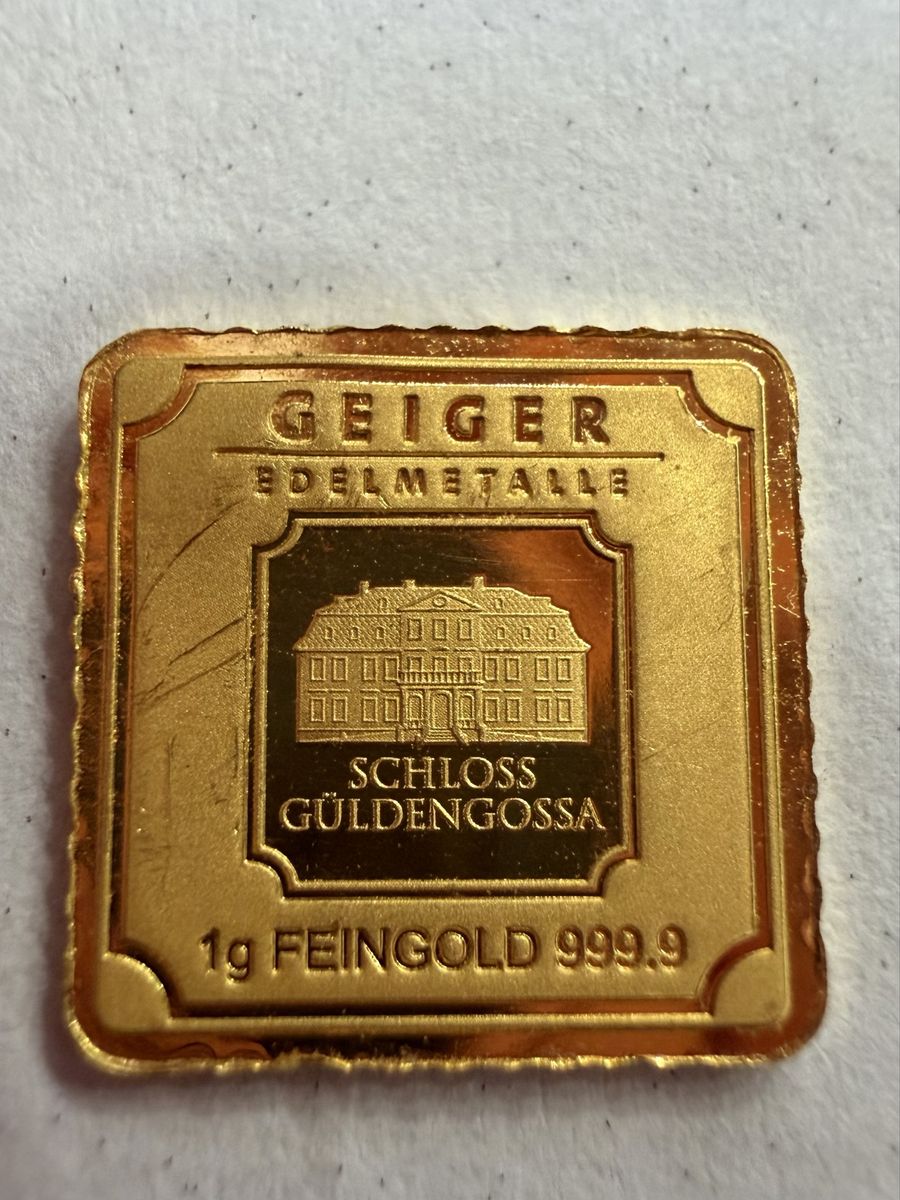 GEIGER
EDELMETALLE
SCHLOSS
GÜLDENGOSSA
1g FEINGOLD 999.9